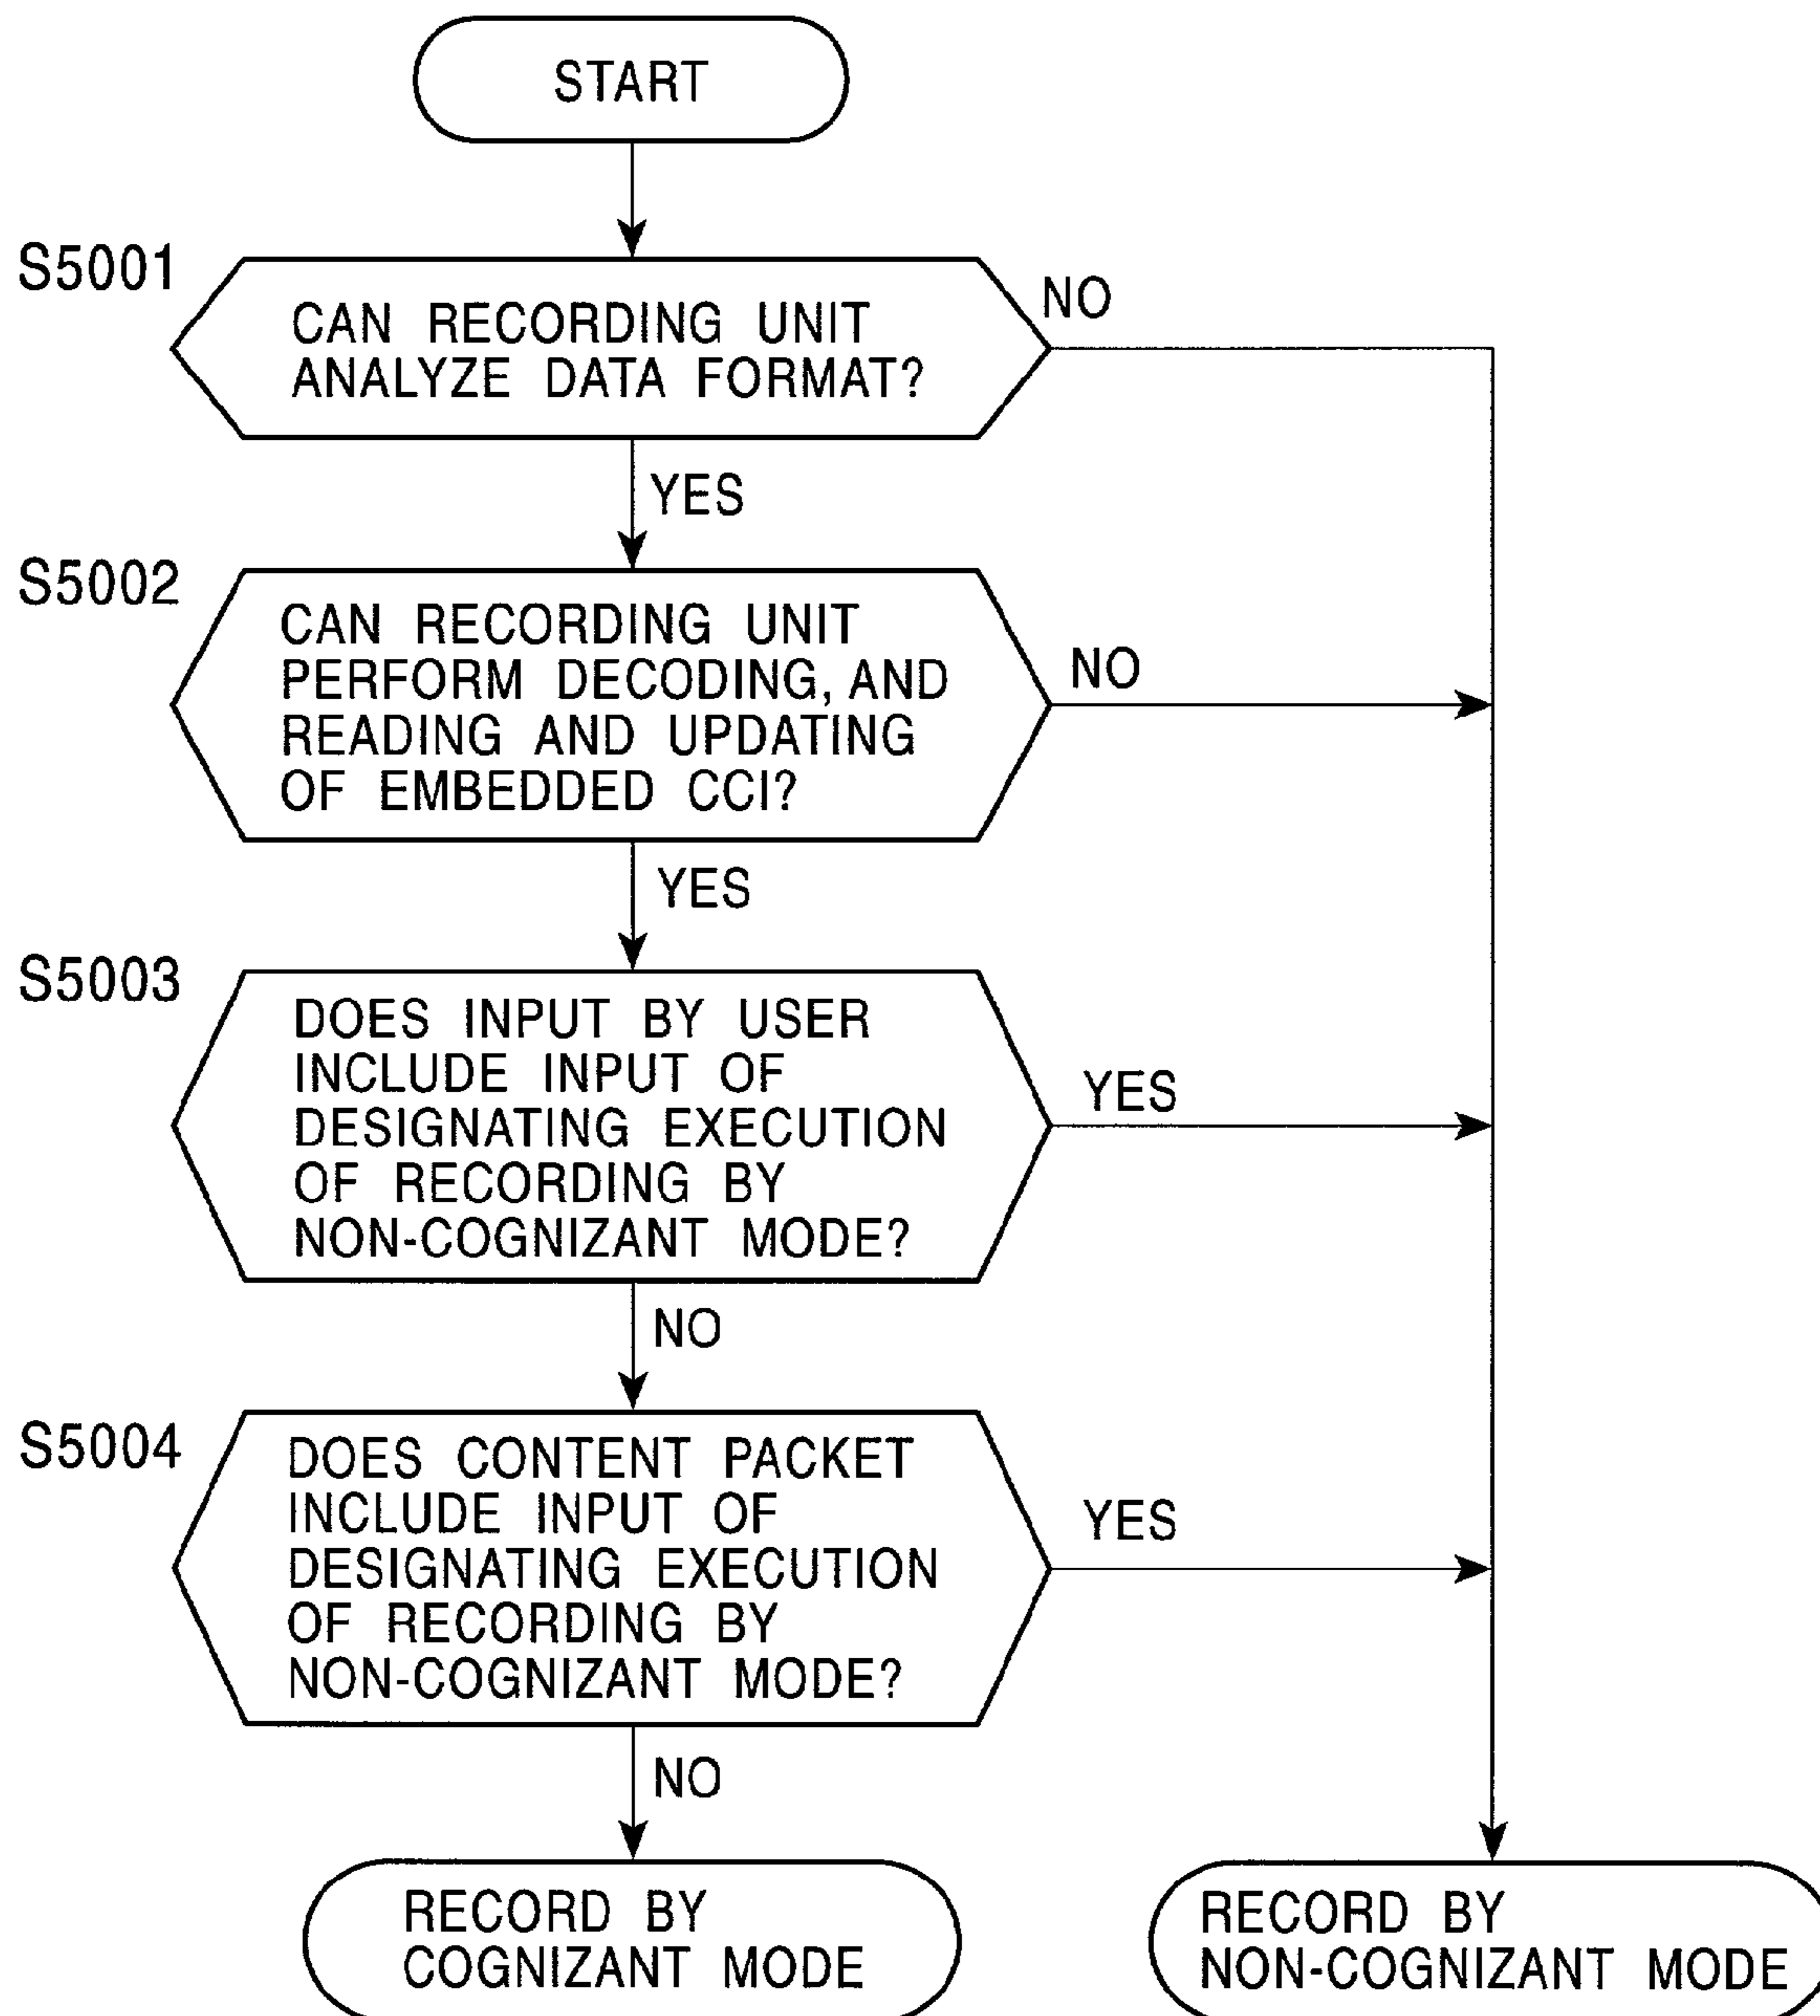 START
S5001
CAN RECORDING UNIT
ANALYZE DATA FORMAT?
NO
YES
S5002
CAN RECORDING UNIT
PERFORM DECODING, AND
READING AND UPDATING
OF EMBEDDED CCI?
NO
YES
S5003
DOES INPUT BY USER
INCLUDE INPUT OF
DESIGNATING EXECUTION
OF RECORDING BY
NON-COGNIZANT MODE?
YES
NO
S5004
DOES CONTENT PACKET
INCLUDE INPUT OF
DESIGNATING EXECUTION
OF RECORDING BY
NON-COGNIZANT MODE?
YES
NO
RECORD BY
COGNIZANT MODE
RECORD BY
NON-COGNIZANT MODE